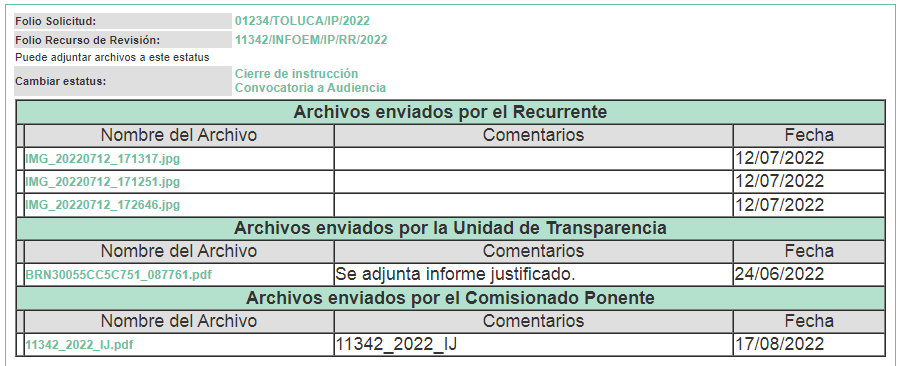 Folio Solicitud: 01234/TOLUCA/IP/2022
Folio Recurso de Revisión: 11342/INFOEM/IP/RR/2022
Puede adjuntar archivos a este estatus
Cambiar estatus: Cierre de instrucción
Convocatoria a Audiencia
Archivos enviados por el Recurrente
Nombre del Archivo Comentarios Fecha
IMG_20220712_171317.jpg 12/07/2022
IMG_20220712_171251.jpg 12/07/2022
IMG_20220712_172646.jpg 12/07/2022
Archivos enviados por la Unidad de Transparencia
Nombre del Archivo Comentarios Fecha
BRN30055CC5C751_087761.pdf Se adjunta informe justificado. 24/06/2022
Archivos enviados por el Comisionado Ponente
Nombre del Archivo Comentarios Fecha
11342_2022_IJ.pdf 11342_2022_IJ 17/08/2022